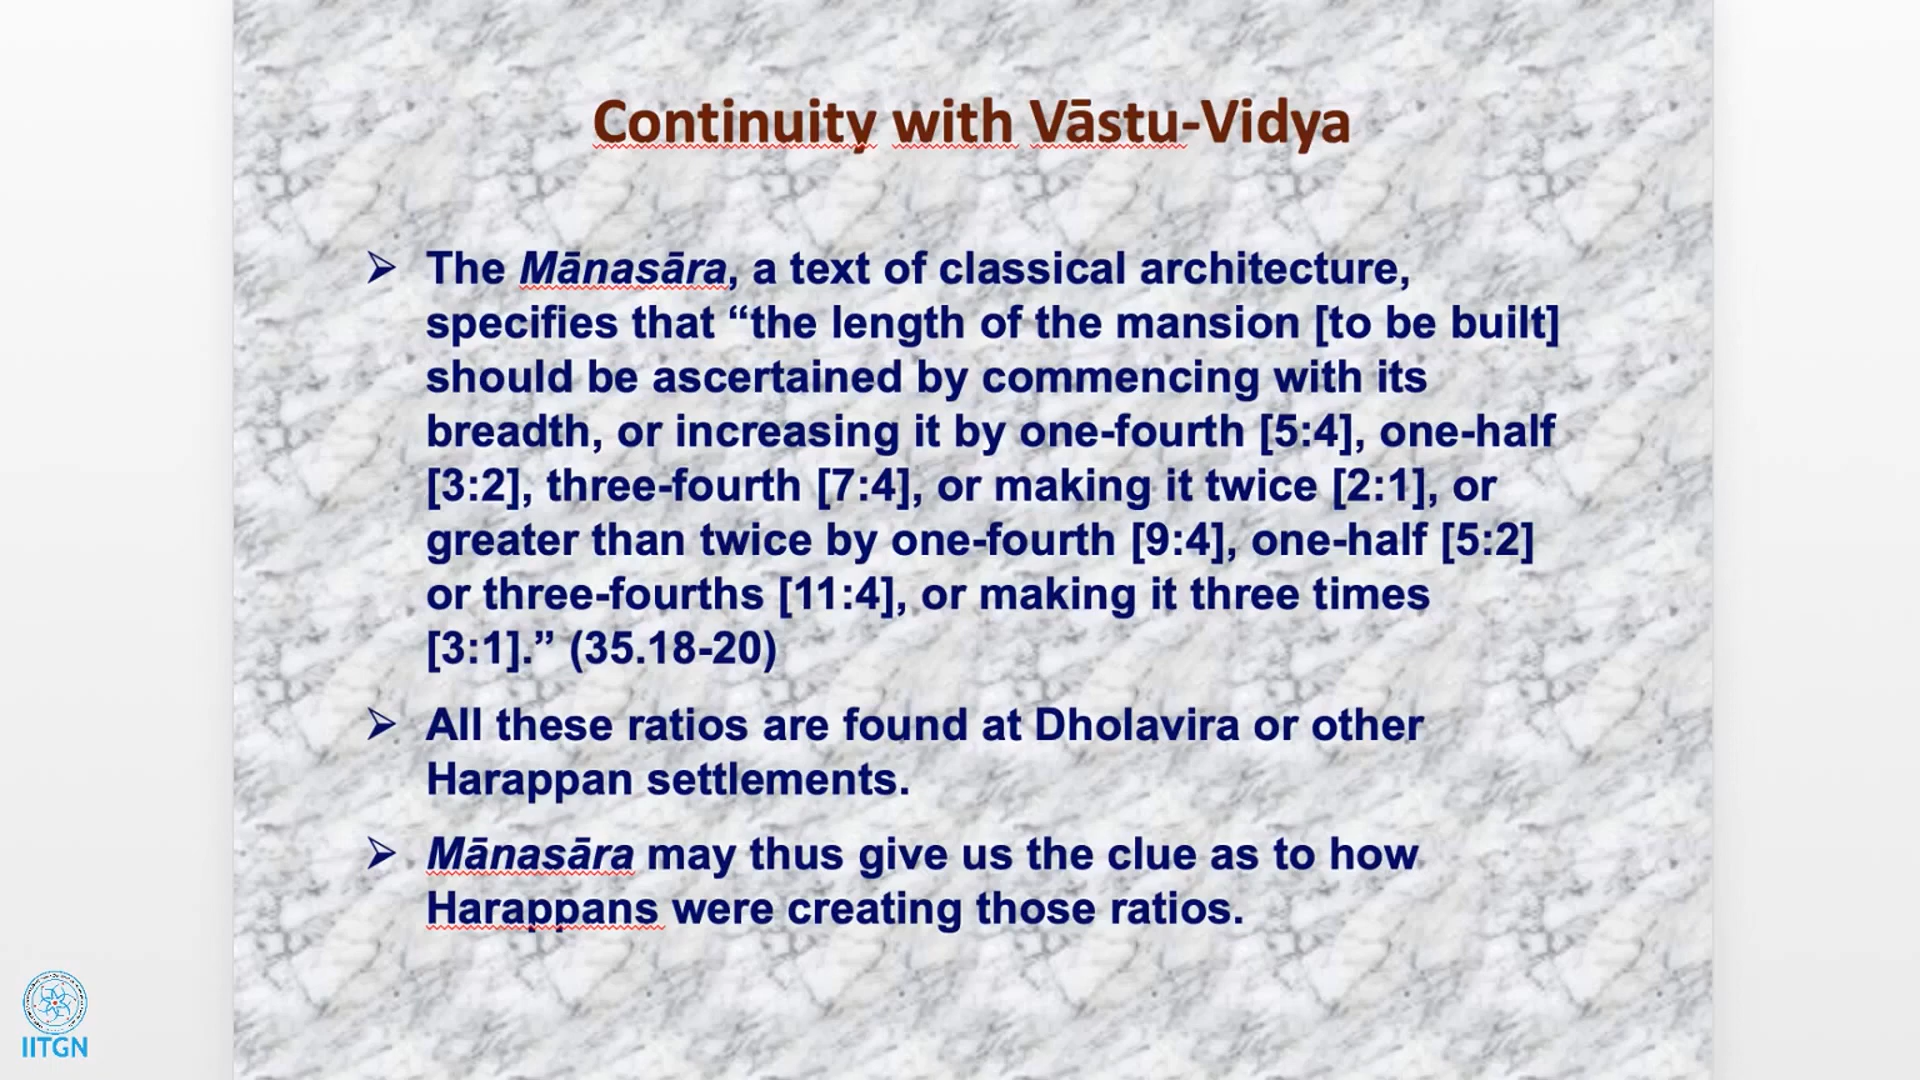 Continuity with Vāstu-Vidya
➢ The Mānasāra, a text of classical architecture,
specifies that “the length of the mansion [to be built]
should be ascertained by commencing with its
breadth, or increasing it by one-fourth [5:4], one-half
[3:2], three-fourth [7:4], or making it twice [2:1], or
greater than twice by one-fourth [9:4], one-half [5:2]
or three-fourths [11:4], or making it three times
[3:1].” (35.18-20)
➢ All these ratios are found at Dholavira or other
Harappan settlements.
➢ Mānasāra may thus give us the clue as to how
Harappans were creating those ratios.
IITGN